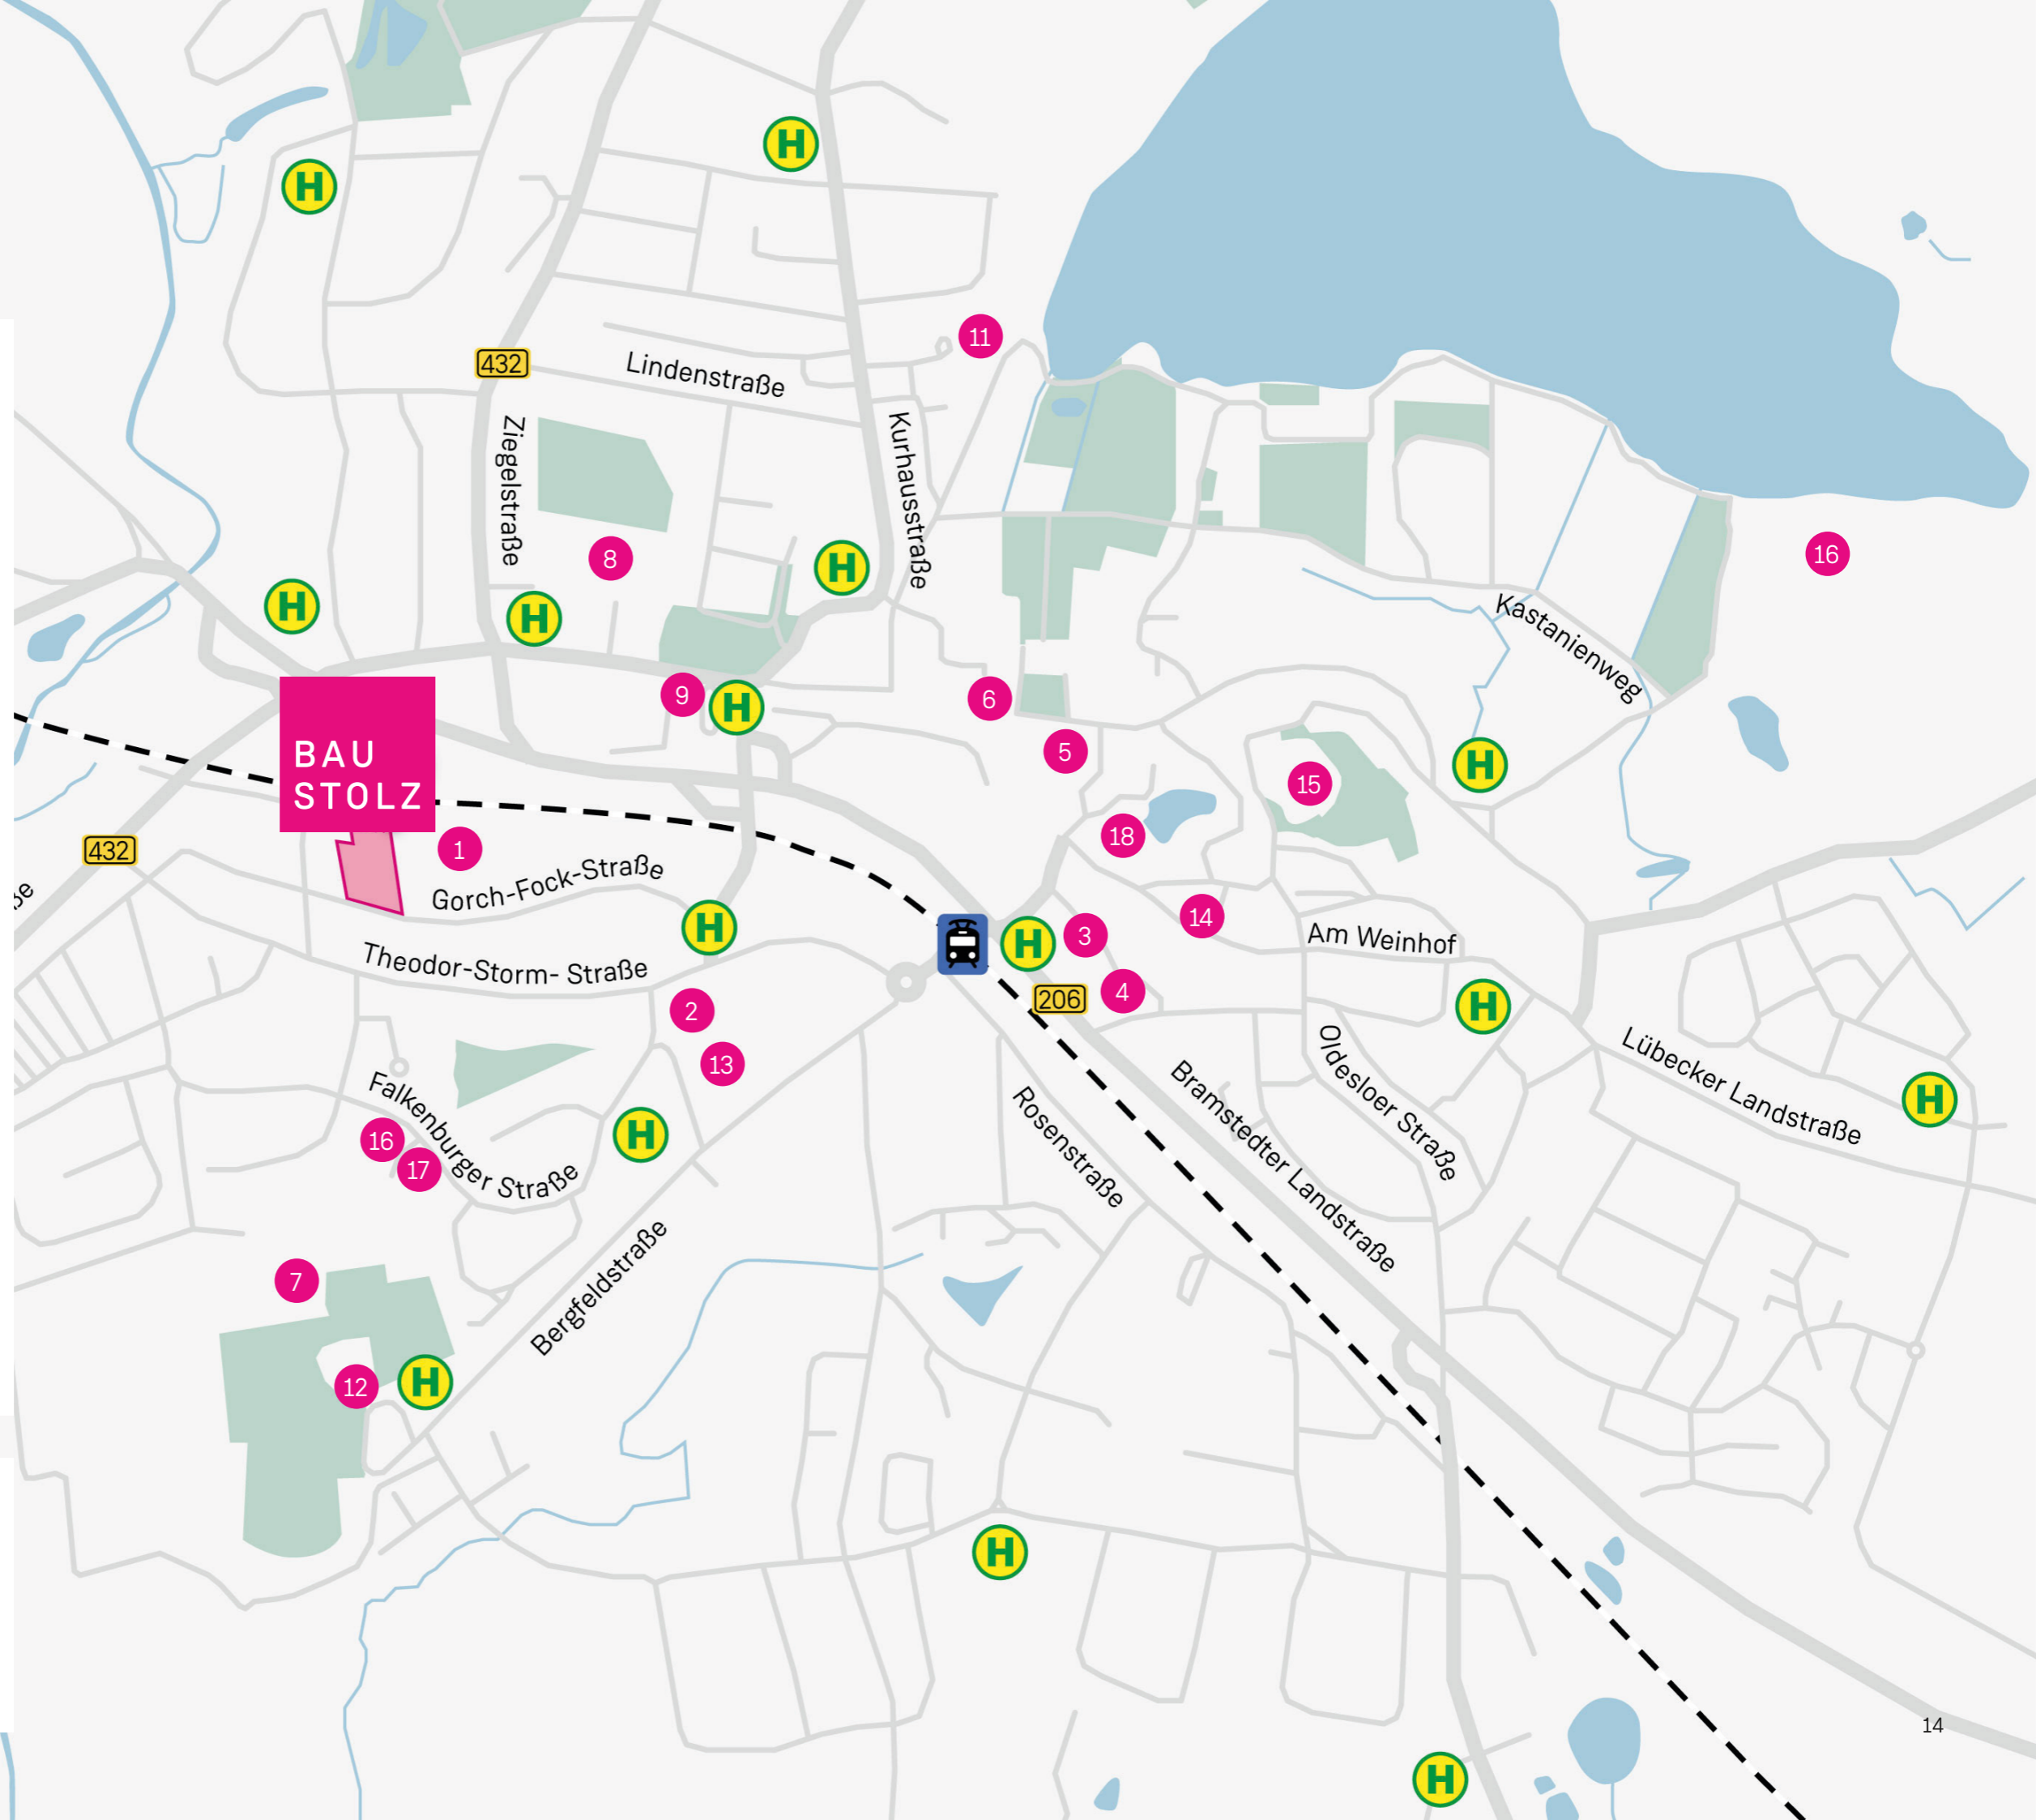 H
H
11
432
Lindenstraße
Ziegelstraße
Kurhausstraße
8
H
16
H
H
Kastanienweg
9
H
6
5
H
BAU
STOLZ
15
18
432
1
Gorch-Fock-Straße
ße
14
H
H
3
Am Weinhof
Theodor-Storm- Straße
4
206
2
H
13
Oldesloer Straße
Lübecker Landstraße
H
Falkenburger Straße
Bramstedter Landstraße
Rosenstraße
H
16
17
7
Bergfeldstraße
12
H
H
14
H